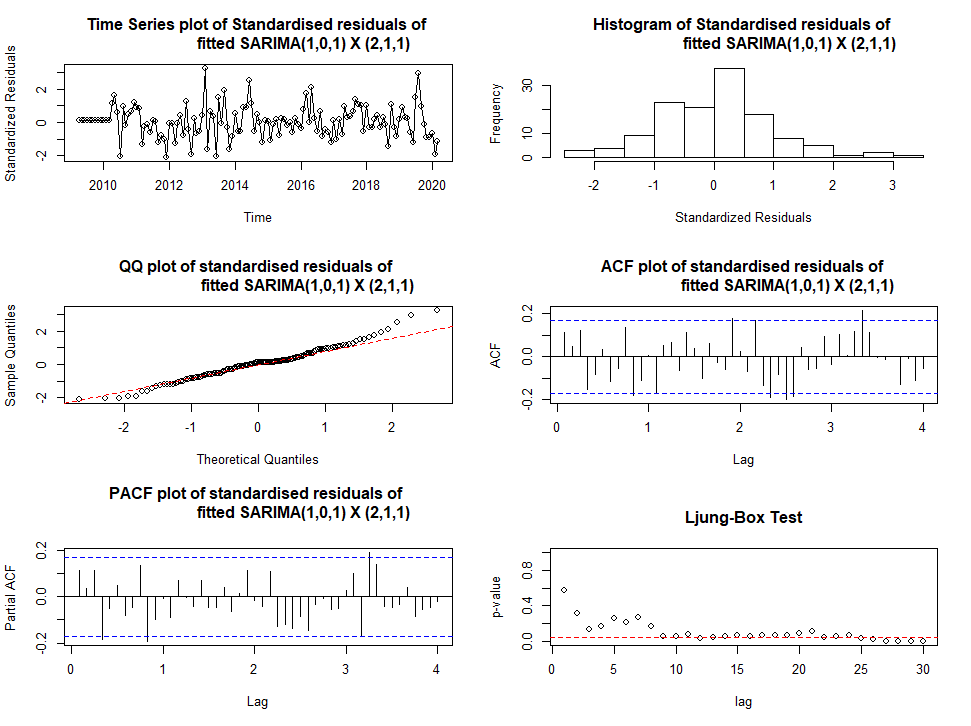 Time Series plot of Standardised residuals of
fitted SARIMA(1,0,1) X (2,1,1)
Standardized Residuals
-2 0 2
2010 2012 2014 2016 2018 2020
Time
Histogram of Standardised residuals of
fitted SARIMA(1,0,1) X (2,1,1)
Frequency
0 10 30
-2 -1 0 1 2 3
Standardized Residuals
QQ plot of standardised residuals of
fitted SARIMA(1,0,1) X (2,1,1)
Sample Quantiles
-2 0 2
-2 -1 0 1 2
Theoretical Quantiles
ACF plot of standardised residuals of
fitted SARIMA(1,0,1) X (2,1,1)
ACF
-0.2 0.0 0.2
0 1 2 3 4
Lag
PACF plot of standardised residuals of
fitted SARIMA(1,0,1) X (2,1,1)
Partial ACF
-0.2 0.0 0.2
0 1 2 3 4
Lag
Ljung-Box Test
p-value
0.0 0.4 0.8
0 5 10 15 20 25 30
lag